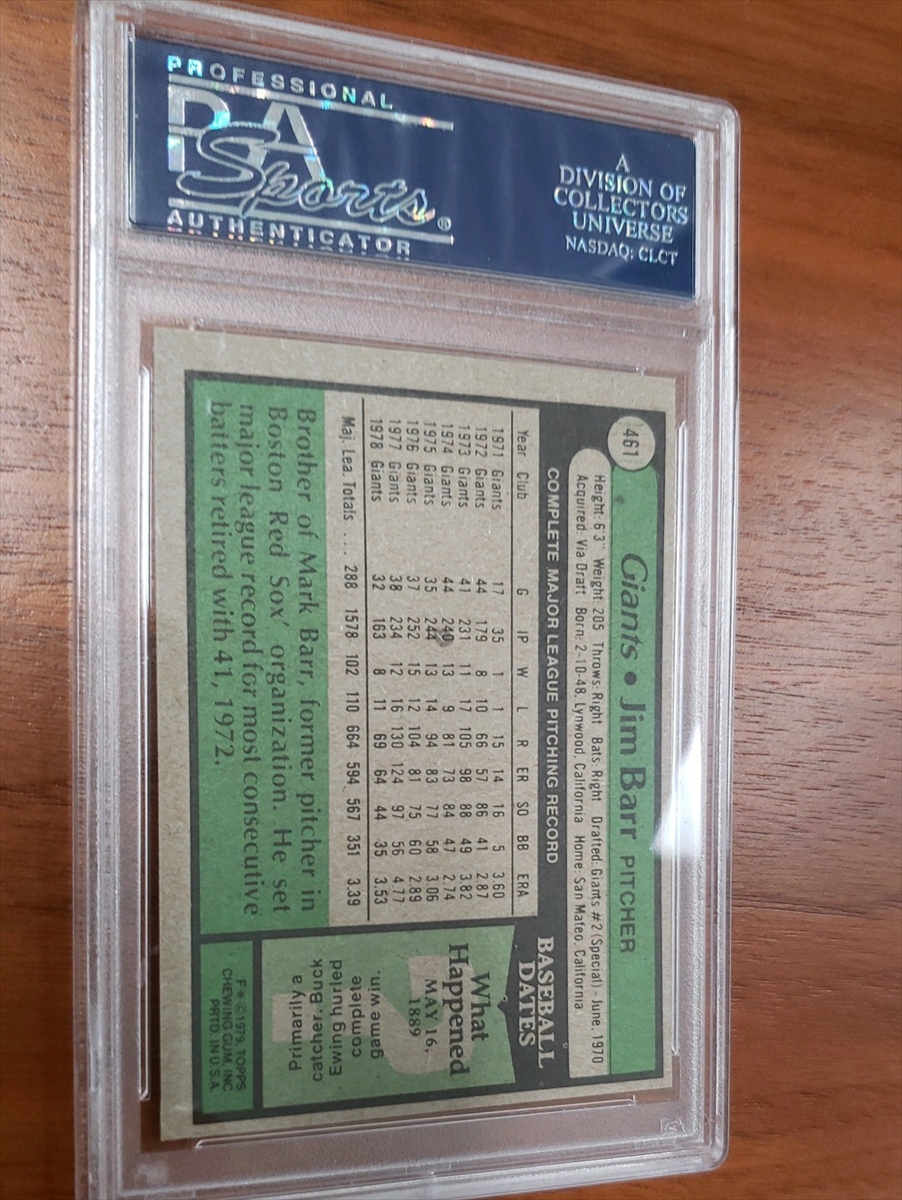 PROFESSIONAL
PSA
Sports®
AUTHENTICATOR
A
DIVISION OF
COLLECTORS
UNIVERSE
NASDAQ: CLCT
461
Giants • Jim Barr PITCHER
Height: 6'3" Weight: 205 Throws: Right Bats: Right Drafted: Giants #2 (Special) - June, 1970
Acquired: Via Draft Born: 2-10-48, Lynwood, California Home: San Mateo, California
COMPLETE MAJOR LEAGUE PITCHING RECORD
Year Club G IP W L R ER SO BB ERA
1971 Giants 17 35 1 1 15 14 16 5 3.60
1972 Giants 44 179 8 10 66 57 86 41 2.87
1973 Giants 41 231 11 17 105 98 88 49 3.82
1974 Giants 44 240 13 9 81 73 84 47 2.74
1975 Giants 35 244 13 14 94 83 77 58 3.06
1976 Giants 37 252 15 12 104 81 75 60 2.89
1977 Giants 38 234 12 16 130 124 97 56 4.77
1978 Giants 32 163 8 11 69 64 44 35 3.53
Maj. Lea. Totals . . . 288 1578 102 110 664 594 567 351 3.39
Brother of Mark Barr, former pitcher in
Boston Red Sox' organization. He set
major league record for most consecutive
batters retired with 41, 1972.
BASEBALL
DATES
What
Happened
MAY 16,
1889
Primarily a
catcher, Buck
Ewing hurled
complete
game win.
F* © 1979, TOPPS
CHEWING GUM, INC
PRTD. IN U.S.A.